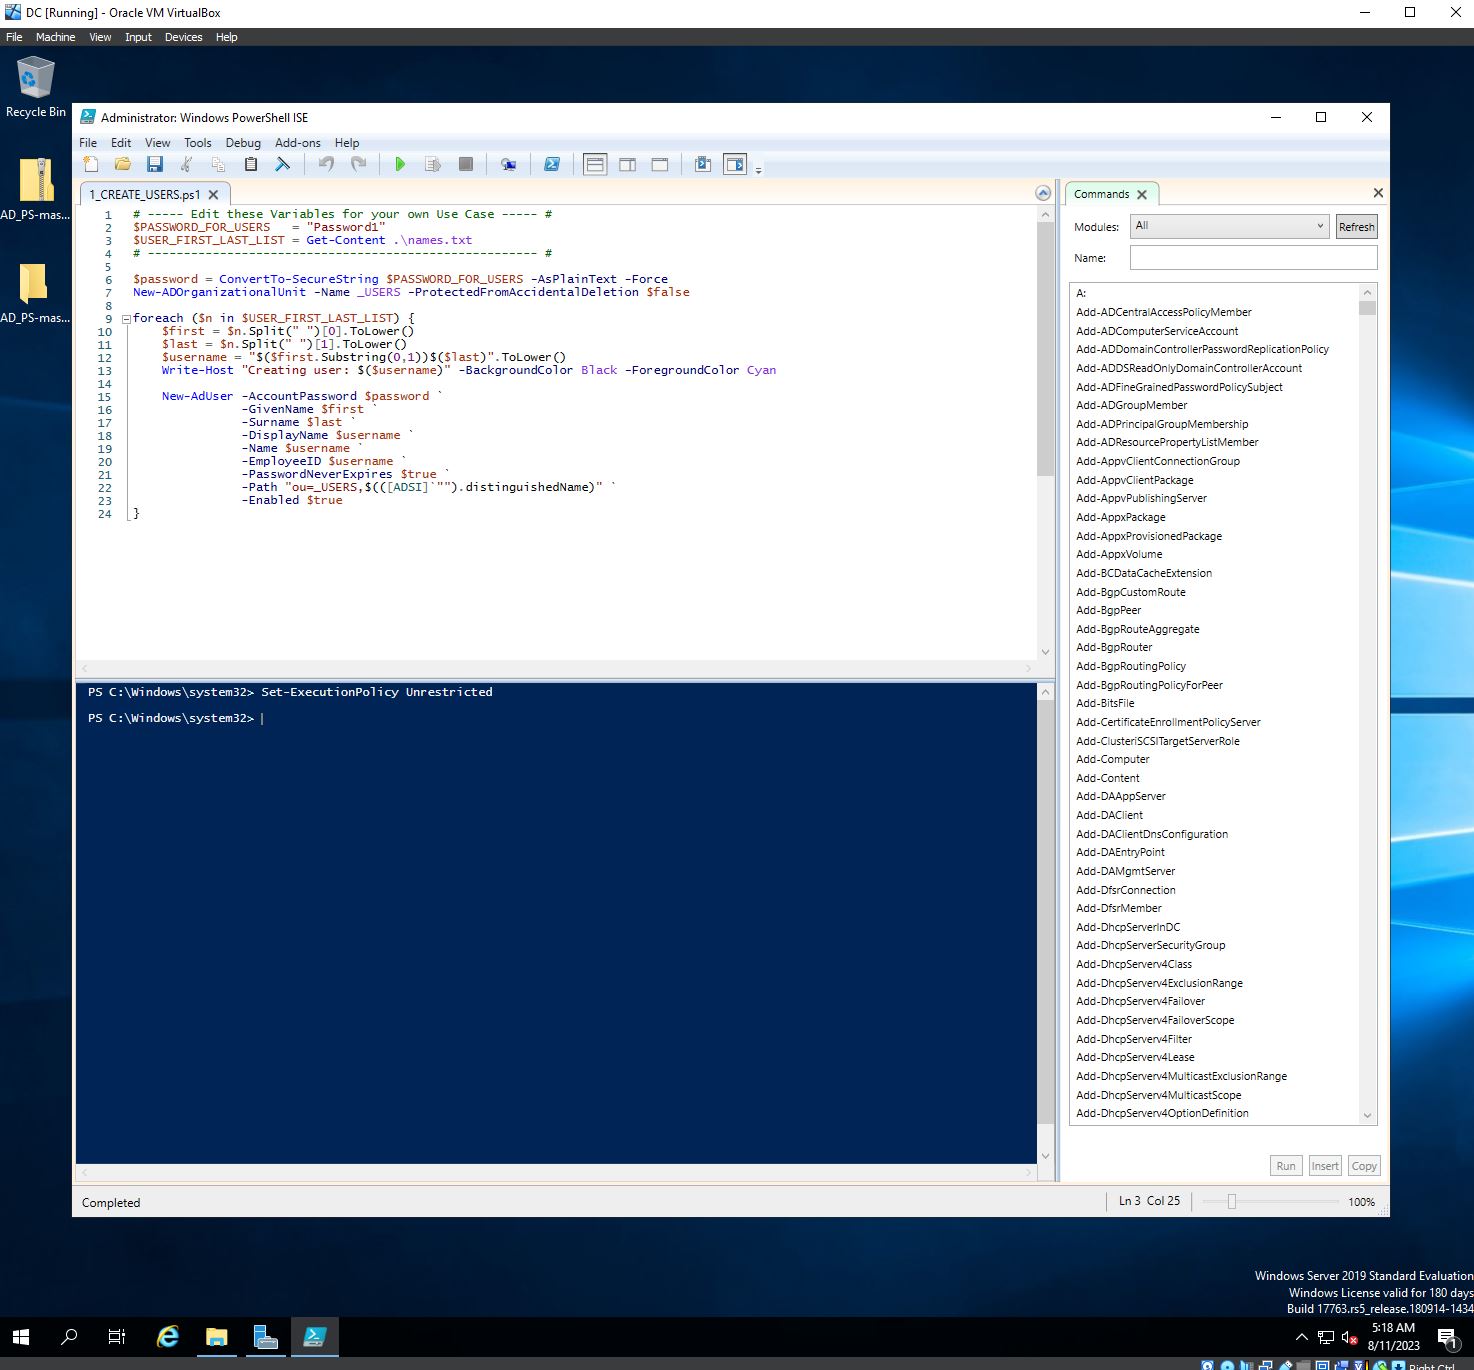 DC [Running] - Oracle VM VirtualBox
File Machine View Input Devices Help
Recycle Bin
AD_PS-mas...
AD_PS-mas...
Administrator: Windows PowerShell ISE
File Edit View Tools Debug Add-ons Help
1_CREATE_USERS.ps1
1 # ----- Edit these Variables for your own Use Case ----- #
2 $PASSWORD_FOR_USERS   = "Password1"
3 $USER_FIRST_LAST_LIST = Get-Content .\names.txt
4 # ------------------------------------------------------ #
5
6 $password = ConvertTo-SecureString $PASSWORD_FOR_USERS -AsPlainText -Force
7 New-ADOrganizationalUnit -Name _USERS -ProtectedFromAccidentalDeletion $false
8
9 foreach ($n in $USER_FIRST_LAST_LIST) {
10     $first = $n.Split(" ")[0].ToLower()
11     $last = $n.Split(" ")[1].ToLower()
12     $username = "$($first.Substring(0,1))$($last)".ToLower()
13     Write-Host "Creating user: $($username)" -BackgroundColor Black -ForegroundColor Cyan
14
15     New-AdUser -AccountPassword $password `
16                -GivenName $first `
17                -Surname $last `
18                -DisplayName $username `
19                -Name $username `
20                -EmployeeID $username `
21                -PasswordNeverExpires $true `
22                -Path "ou=_USERS,$(([ADSI]`"").distinguishedName)" `
23                -Enabled $true
24 }
PS C:\Windows\system32> Set-ExecutionPolicy Unrestricted
PS C:\Windows\system32>
Completed
Ln 3 Col 25
100%
Commands
Modules: All Refresh
Name:
A:
Add-ADCentralAccessPolicyMember
Add-ADComputerServiceAccount
Add-ADDomainControllerPasswordReplicationPolicy
Add-ADDSReadOnlyDomainControllerAccount
Add-ADFineGrainedPasswordPolicySubject
Add-ADGroupMember
Add-ADPrincipalGroupMembership
Add-ADResourcePropertyListMember
Add-AppvClientConnectionGroup
Add-AppvClientPackage
Add-AppvPublishingServer
Add-AppxPackage
Add-AppxProvisionedPackage
Add-AppxVolume
Add-BCDataCacheExtension
Add-BgpCustomRoute
Add-BgpPeer
Add-BgpRouteAggregate
Add-BgpRouter
Add-BgpRoutingPolicy
Add-BgpRoutingPolicyForPeer
Add-BitsFile
Add-CertificateEnrollmentPolicyServer
Add-ClusteriSCSITargetServerRole
Add-Computer
Add-Content
Add-DAAppServer
Add-DAClient
Add-DAClientDnsConfiguration
Add-DAEntryPoint
Add-DAMgmtServer
Add-DfsrConnection
Add-DfsrMember
Add-DhcpServerInDC
Add-DhcpServerSecurityGroup
Add-DhcpServerv4Class
Add-DhcpServerv4ExclusionRange
Add-DhcpServerv4Failover
Add-DhcpServerv4FailoverScope
Add-DhcpServerv4Filter
Add-DhcpServerv4Lease
Add-DhcpServerv4MulticastExclusionRange
Add-DhcpServerv4MulticastScope
Add-DhcpServerv4OptionDefinition
Run Insert Copy
Windows Server 2019 Standard Evaluation
Windows License valid for 180 days
Build 17763.rs5_release.180914-1434
5:18 AM
8/11/2023
1
Right Ctrl